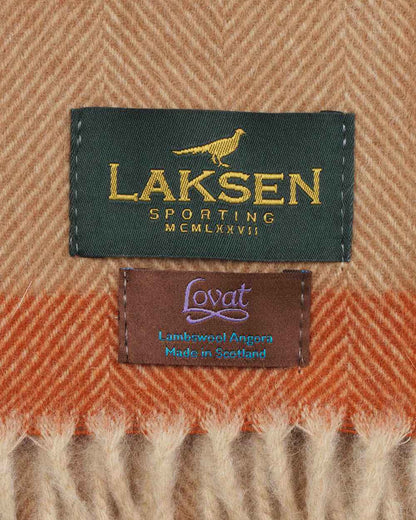 LAKSEN
SPORTING
MCMLXXVII
Lovat
Lambswool Angora
Made in Scotland